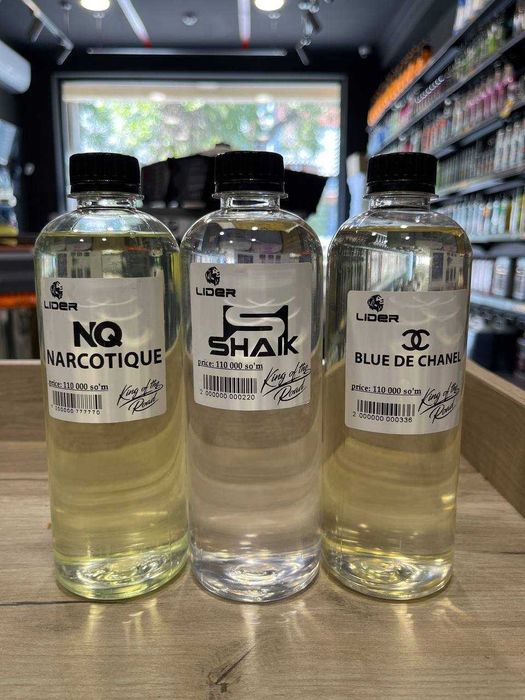 LIDER
NQ
NARCOTIQUE
price: 110 000 so'm
King of the
Road
000000 777770
LIDER
SHAIK
price: 110 000 so'm
King of the
Road
2 000000 000220
LIDER
BLUE DE CHANEL
price: 110 000 so'm
King of the
Road
2 000000 000336